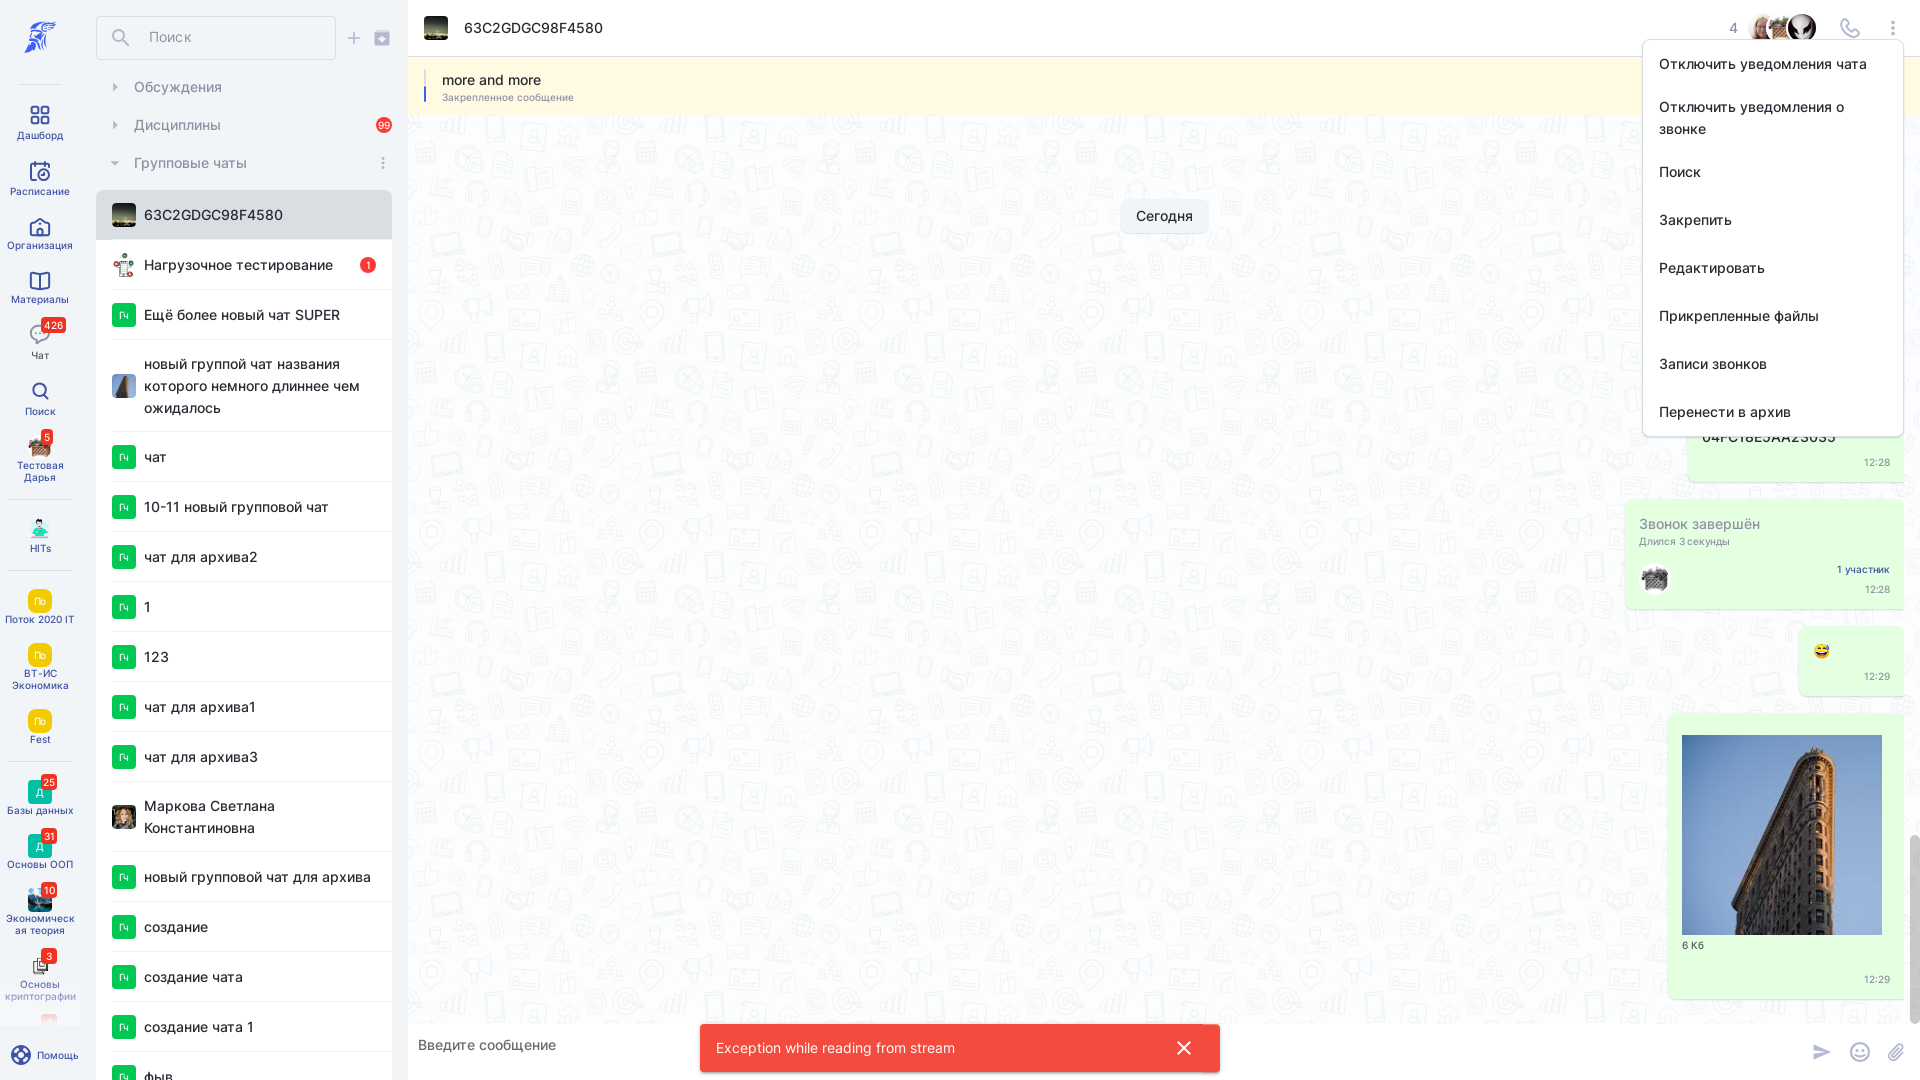 Дашборд
Расписание
Организация
Материалы
426
Чат
Поиск
5
Тестовая
Дарья
HITs
По
Поток 2020 IT
По
ВТ-ИС
Экономика
По
Fest
25
Д
Базы данных
31
Д
Основы ООП
10
Экономическ
ая теория
3
Основы
криптографии
Помощь
Поиск
Обсуждения
Дисциплины
99
Групповые чаты
63C2GDGC98F4580
Нагрузочное тестирование
1
Гч
Ещё более новый чат SUPER
новый группой чат названия
которого немного длиннее чем
ожидалось
Гч
чат
Гч
10-11 новый групповой чат
Гч
чат для архива2
Гч
1
Гч
123
Гч
чат для архива1
Гч
чат для архива3
Маркова Светлана
Константиновна
Гч
новый групповой чат для архива
Гч
создание
Гч
создание чата
Гч
создание чата 1
Гч
фыв
63C2GDGC98F4580
4
more and more
Закрепленное сообщение
Сегодня
Отключить уведомления чата
Отключить уведомления о
звонке
Поиск
Закрепить
Редактировать
Прикрепленные файлы
Записи звонков
Перенести в архив
04FC18E5AA23035
12:28
Звонок завершён
Длился 3 секунды
1 участник
12:28
12:29
6 Кб
12:29
Введите сообщение
Exception while reading from stream